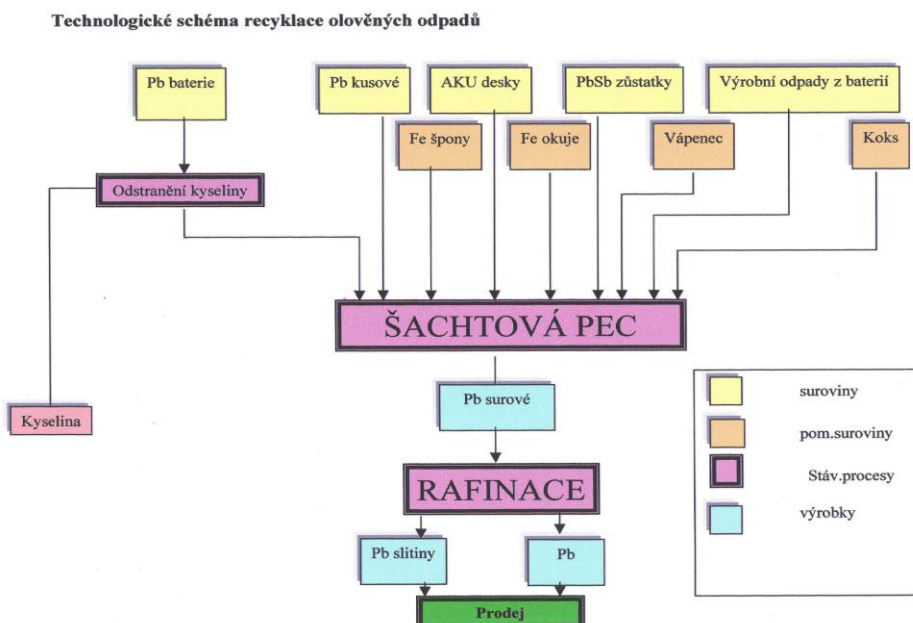 Technologické schéma recyklace olověných odpadů
Pb baterie
Pb kusové
AKU desky
PbSb zůstatky
Výrobní odpady z baterií
Fe špony
Fe okuje
Vápenec
Koks
Odstranění kyseliny
ŠACHTOVÁ PEC
Pb surové
Kyselina
RAFINACE
Pb slitiny
Pb
Prodej
suroviny
pom.suroviny
Stáv.procesy
výrobky